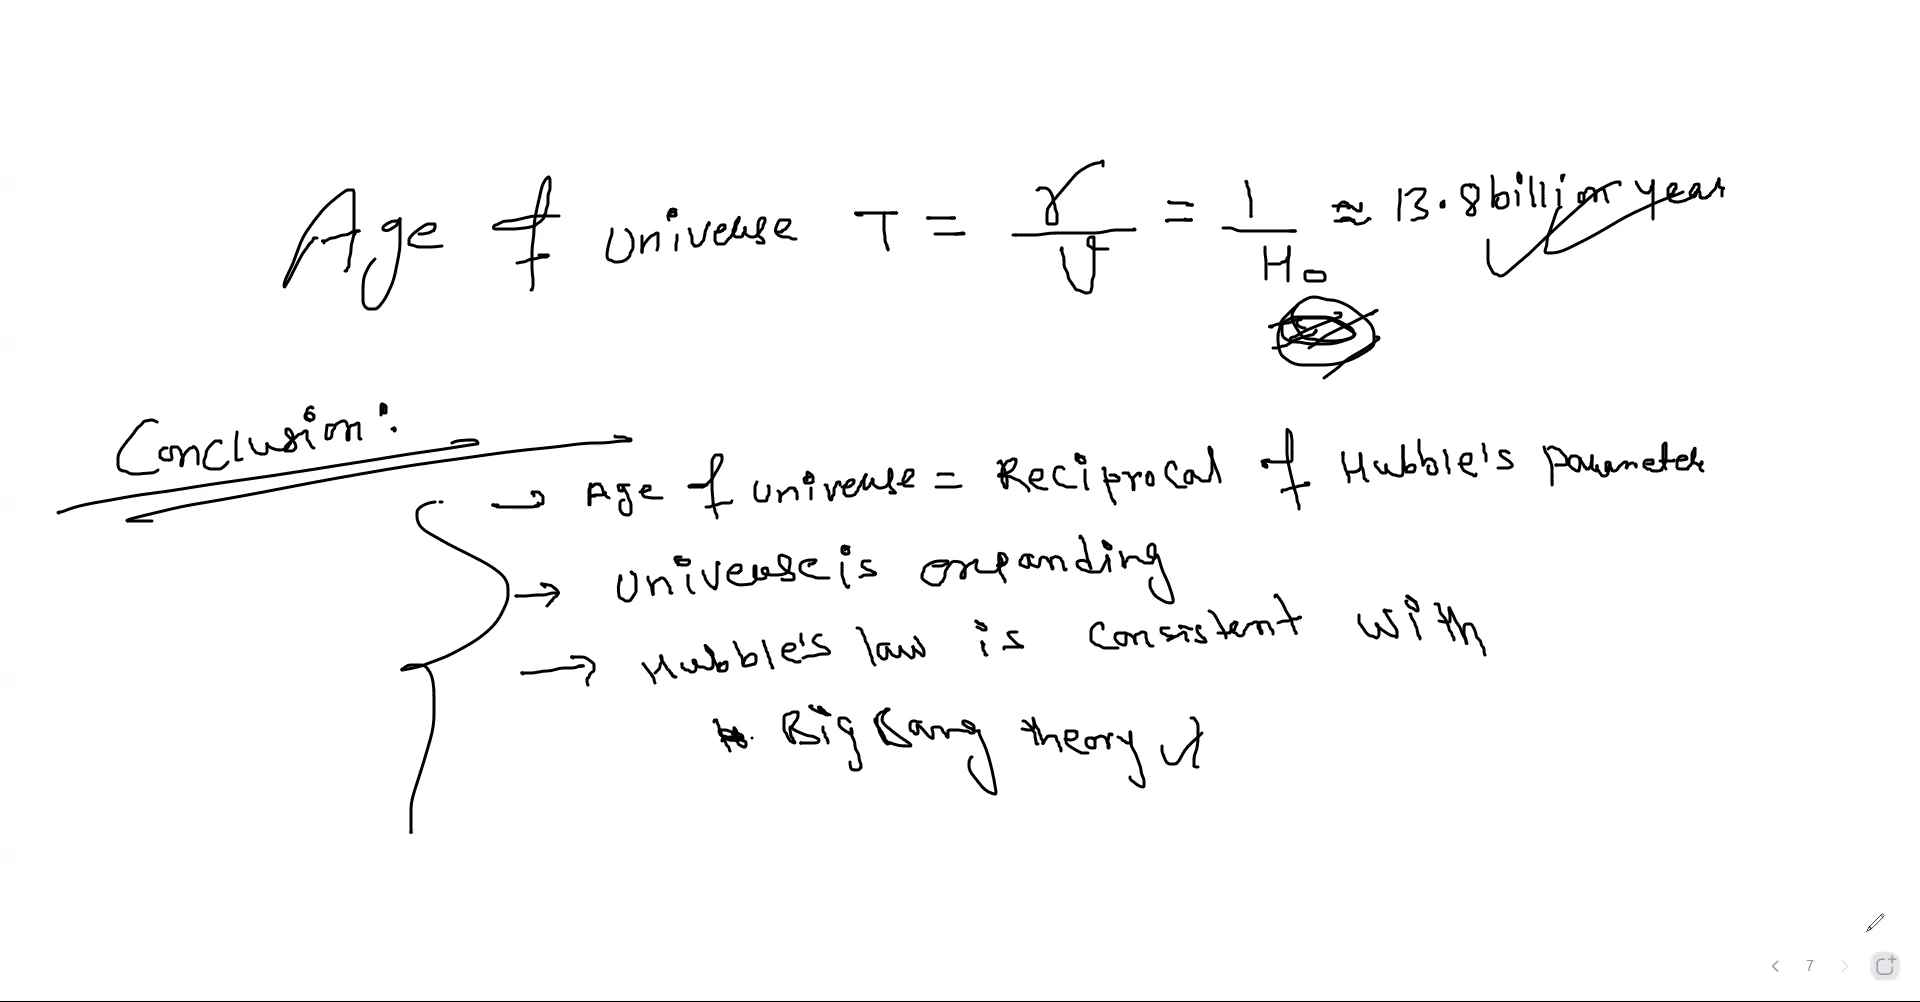 Age of universe T = r/v = 1/H₀ ≈ 13.8 billion year
Conclusion:
→ Age of universe = Reciprocal of Hubble's parameter
→ Universe is expanding
→ Hubble's law is consistent with
Big Bang theory
7